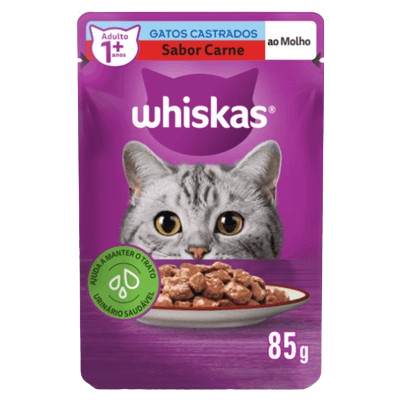 Adulto
1+
anos
GATOS CASTRADOS
Sabor Carne
ao Molho
whiskas®
AJUDA A MANTER O TRATO
URINÁRIO SAUDÁVEL
85g